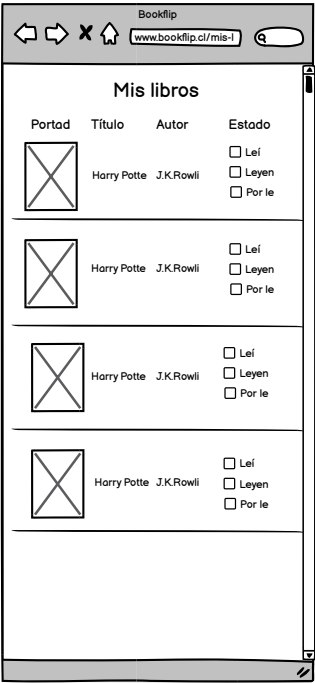 Bookflip
www.bookflip.cl/mis-l
Mis libros
Portad Título Autor Estado
Leí
Harry Potte J.K.Rowli Leyen
Por le
Leí
Harry Potte J.K.Rowli Leyen
Por le
Leí
Harry Potte J.K.Rowli Leyen
Por le
Leí
Harry Potte J.K.Rowli Leyen
Por le